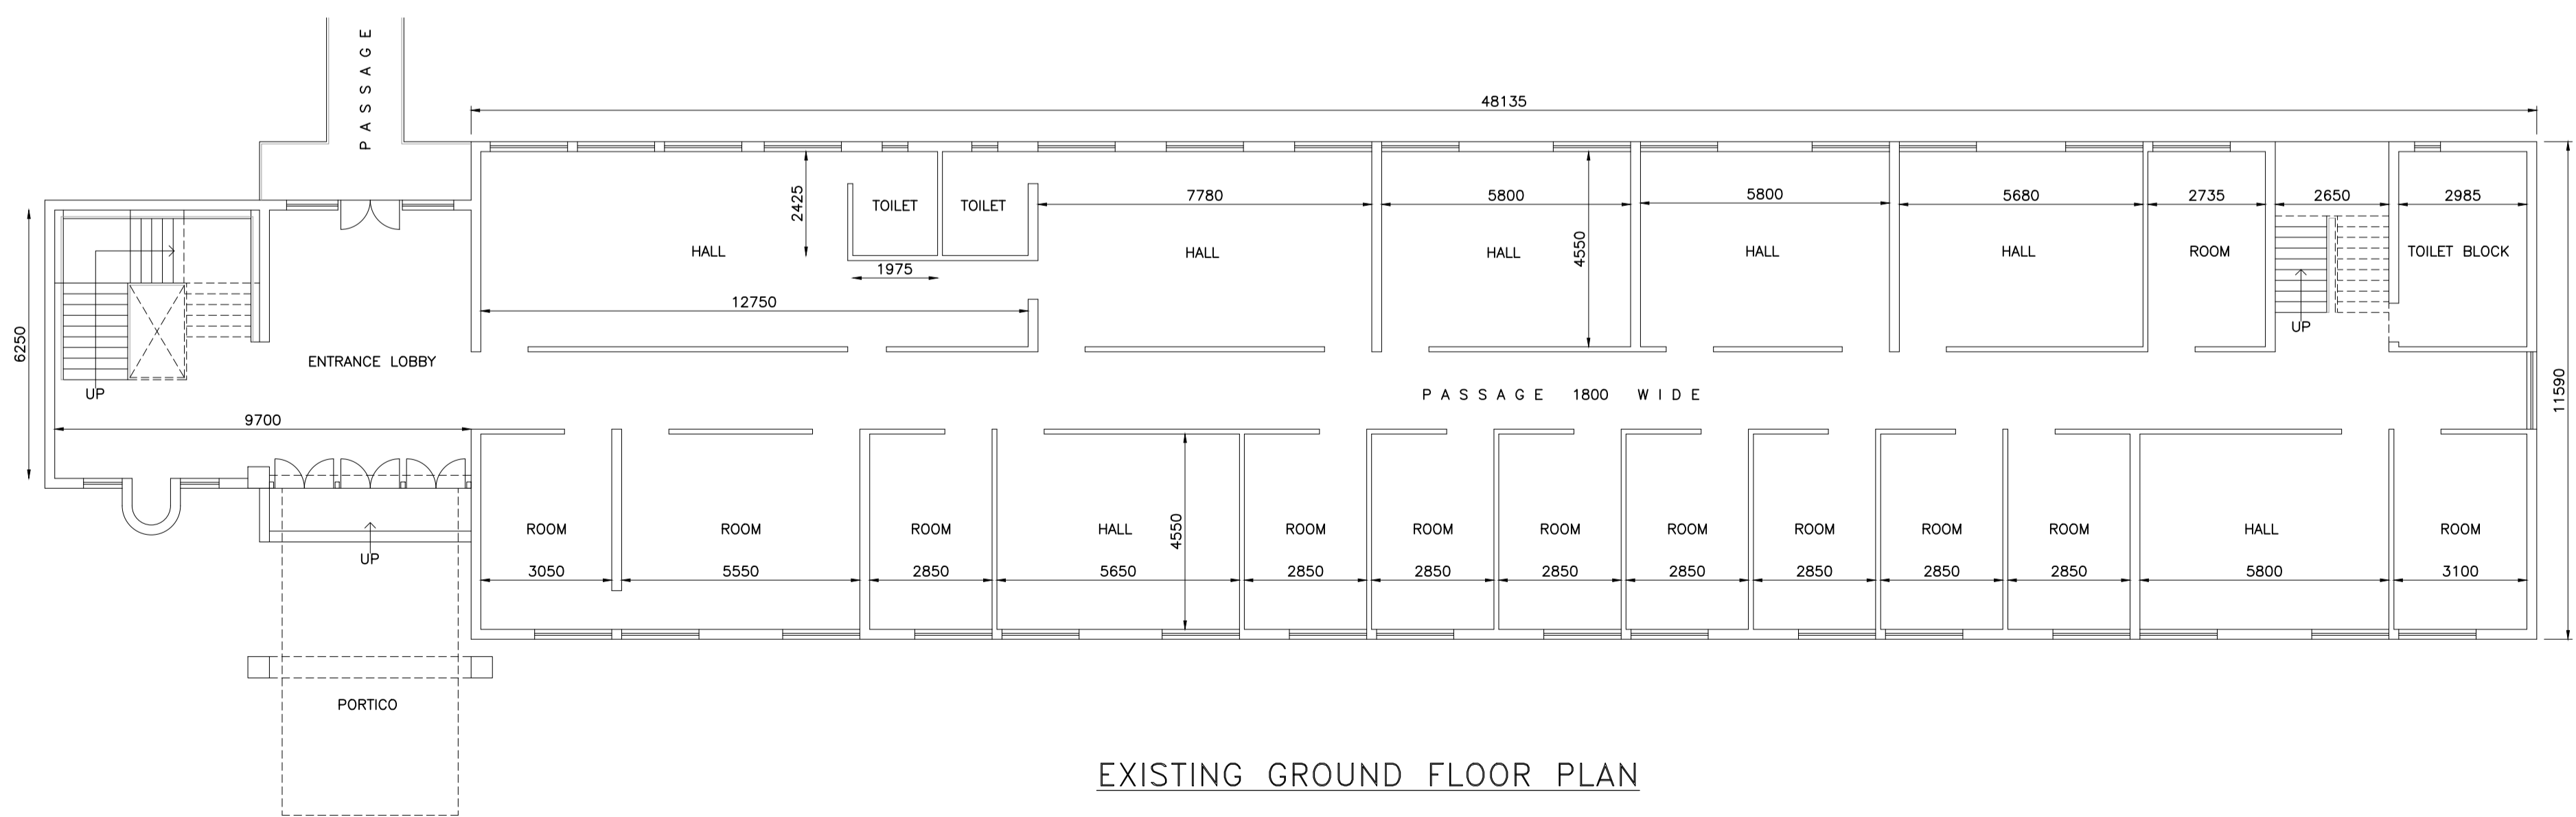 PASSAGE
48135
2425
TOILET
TOILET
7780
5800
5800
5680
2735
2650
2985
HALL
HALL
HALL
4550
HALL
HALL
ROOM
TOILET BLOCK
1975
12750
6250
UP
ENTRANCE LOBBY
UP
PASSAGE 1800 WIDE
11590
9700
UP
ROOM
ROOM
ROOM
HALL
4550
ROOM
ROOM
ROOM
ROOM
ROOM
ROOM
ROOM
HALL
ROOM
3050
5550
2850
5650
2850
2850
2850
2850
2850
2850
2850
5800
3100
PORTICO
EXISTING GROUND FLOOR PLAN